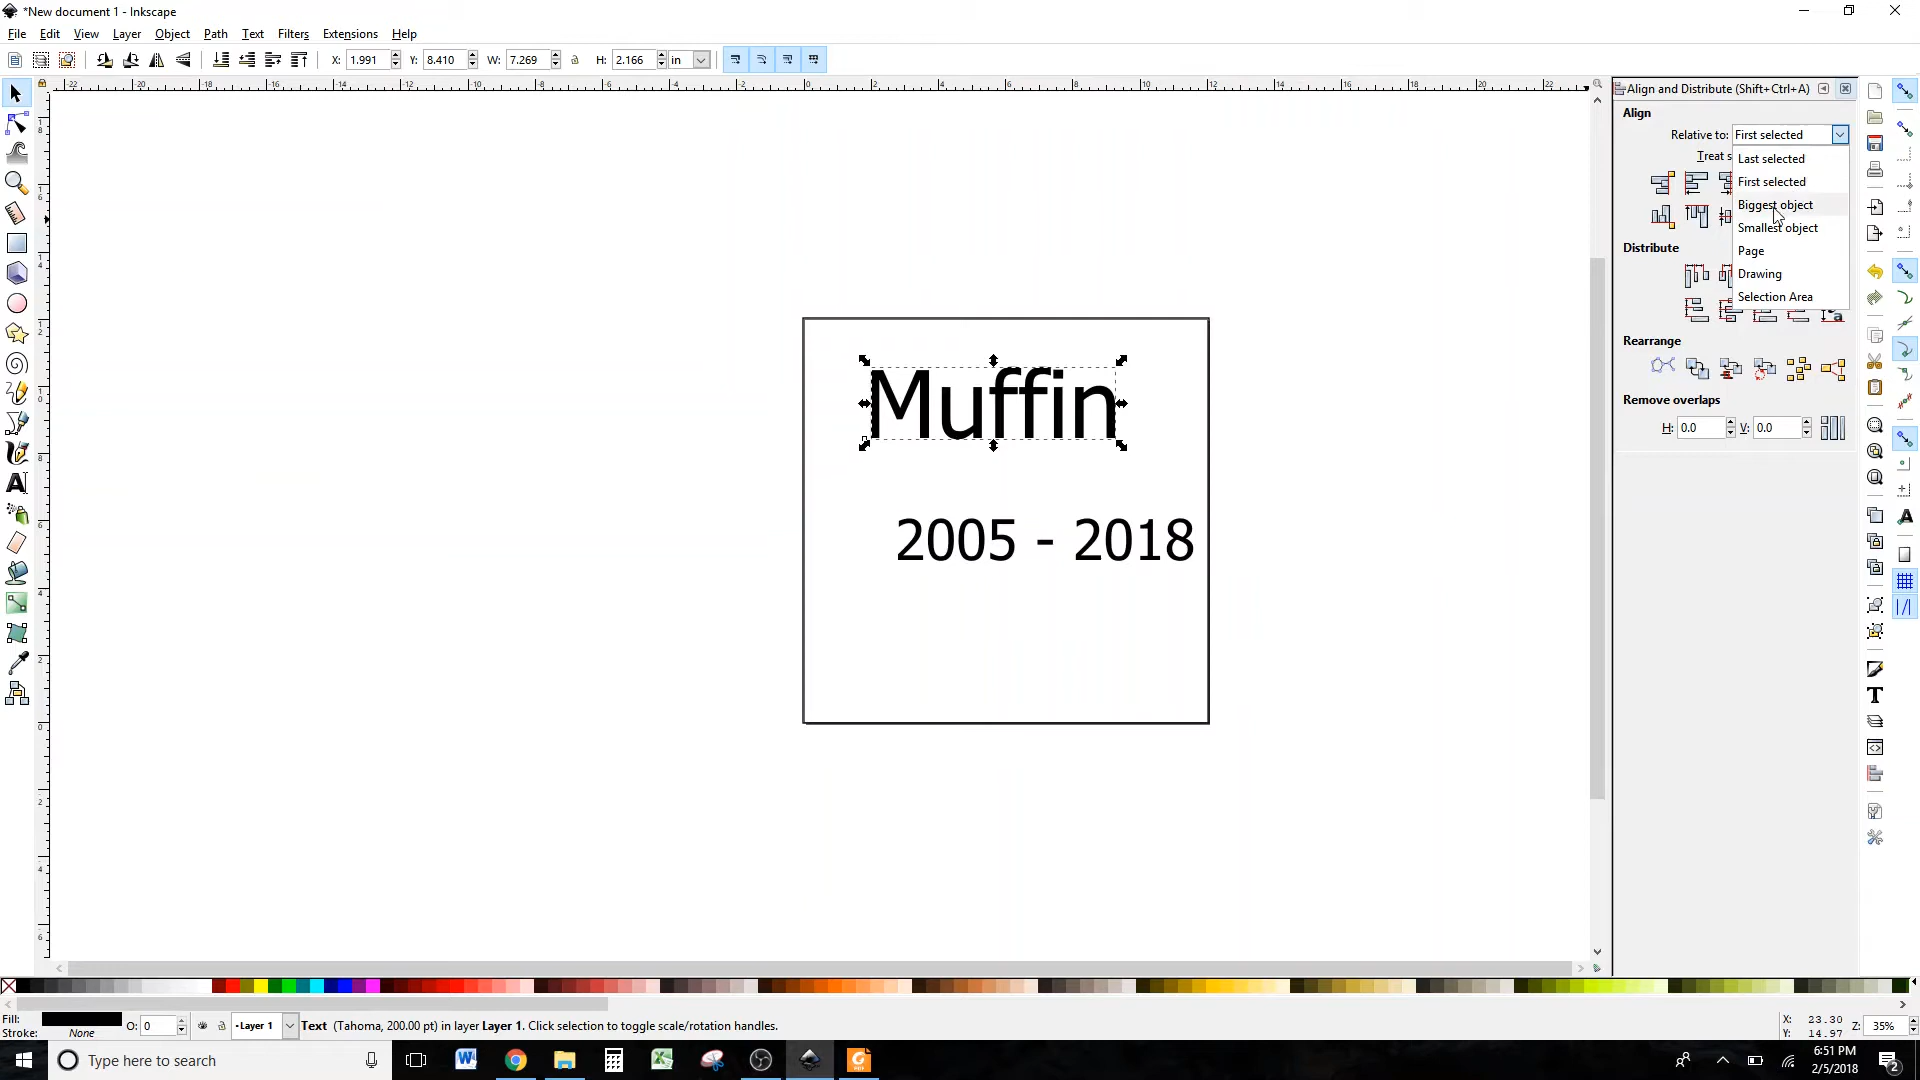 *New document 1 - Inkscape
File Edit View Layer Object Path Text Filters Extensions Help
X: 1.991 Y: 8.410 W: 7.269 H: 2.166 in
Align and Distribute (Shift+Ctrl+A)
Align
Relative to: First selected
Treat s
Last selected
First selected
Biggest object
Smallest object
Page
Drawing
Selection Area
Distribute
Rearrange
Remove overlaps
H: 0.0 V: 0.0
Muffin
2005 - 2018
Fill:
Stroke: None
O: 0
Layer 1
Text (Tahoma, 200.00 pt) in layer Layer 1. Click selection to toggle scale/rotation handles.
X: 23.30
Y: 14.97
Z: 35%
Type here to search
6:51 PM
2/5/2018
2